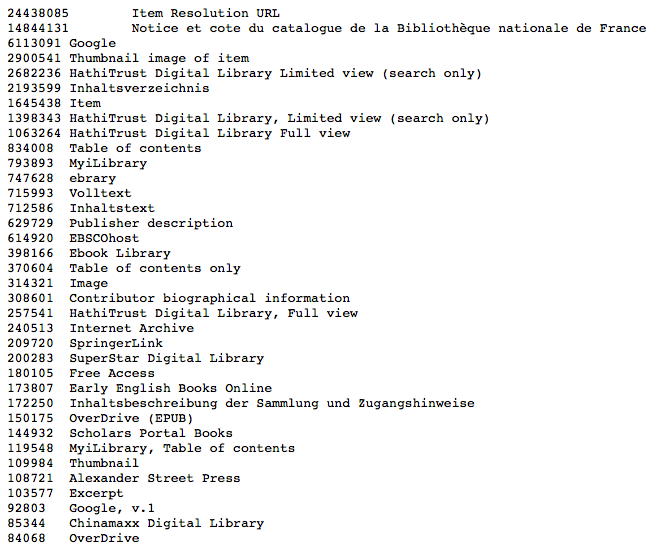 24438085 Item Resolution URL
14844131 Notice et cote du catalogue de la Bibliothèque nationale de France
6113091 Google
2900541 Thumbnail image of item
2682236 HathiTrust Digital Library Limited view (search only)
2193599 Inhaltsverzeichnis
1645438 Item
1398343 HathiTrust Digital Library, Limited view (search only)
1063264 HathiTrust Digital Library Full view
834008 Table of contents
793893 MyiLibrary
747628 ebrary
715993 Volltext
712586 Inhaltstext
629729 Publisher description
614920 EBSCOhost
398166 Ebook Library
370604 Table of contents only
314321 Image
308601 Contributor biographical information
257541 HathiTrust Digital Library, Full view
240513 Internet Archive
209720 SpringerLink
200283 SuperStar Digital Library
180105 Free Access
173807 Early English Books Online
172250 Inhaltsbeschreibung der Sammlung und Zugangshinweise
150175 OverDrive (EPUB)
144932 Scholars Portal Books
119548 MyiLibrary, Table of contents
109984 Thumbnail
108721 Alexander Street Press
103577 Excerpt
92803 Google, v.1
85344 Chinamaxx Digital Library
84068 OverDrive